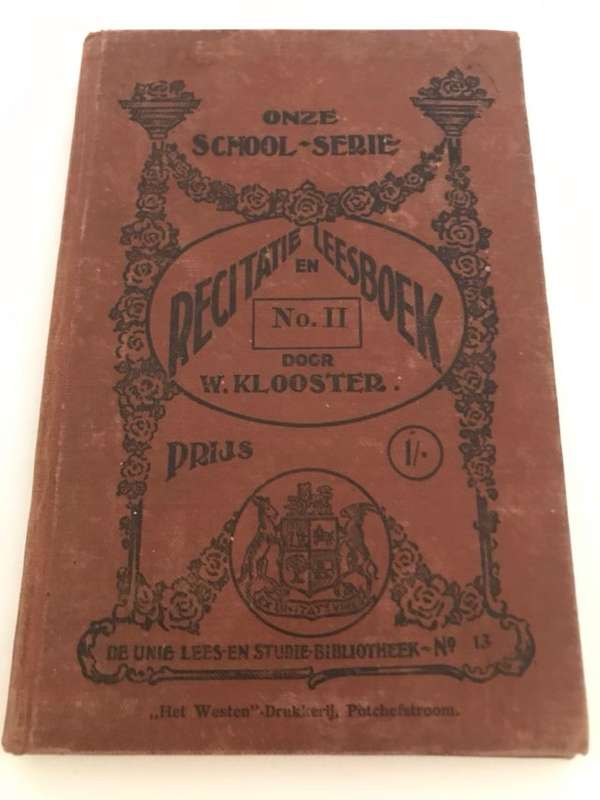 ONZE
SCHOOL-SERIE
RECITATIE EN LEESBOEK
No. II
DOOR
W. KLOOSTER.
PRIJS 1/-
EX UNITATE VIRES
DE UNIE LEES-EN STUDIE-BIBLIOTHEEK-No 13
„Het Westen”-Drukkerij, Potchefstroom.